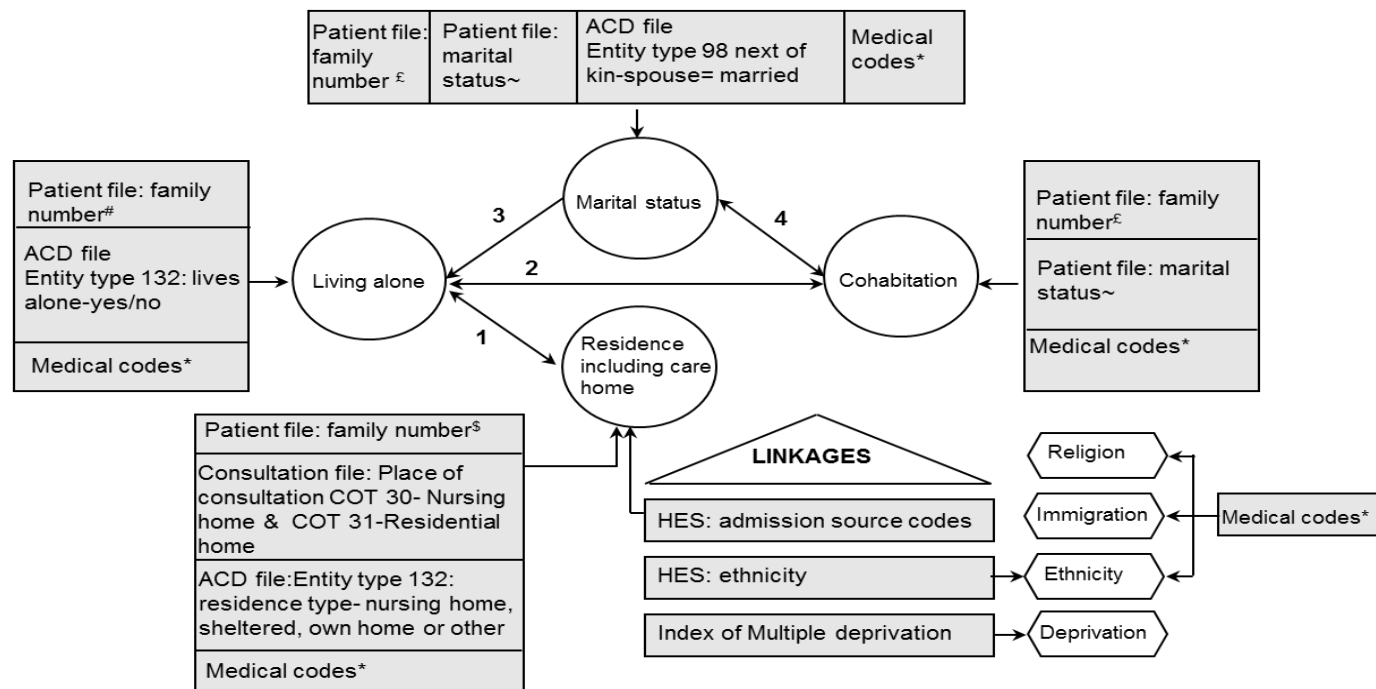 Patient file:
family
number £
Patient file:
marital
status~
ACD file
Entity type 98 next of
kin-spouse= married
Medical
codes*
Patient file: family
number#
ACD file
Entity type 132: lives
alone-yes/no
Medical codes*
Marital status
3
4
2
1
Living alone
Cohabitation
Residence
including care
home
Patient file: family
number£
Patient file: marital
status~
Medical codes*
Patient file: family number$
Consultation file: Place of
consultation COT 30- Nursing
home & COT 31-Residential
home
ACD file:Entity type 132:
residence type- nursing home,
sheltered, own home or other
Medical codes*
LINKAGES
HES: admission source codes
HES: ethnicity
Index of Multiple deprivation
Religion
Immigration
Ethnicity
Deprivation
Medical codes*